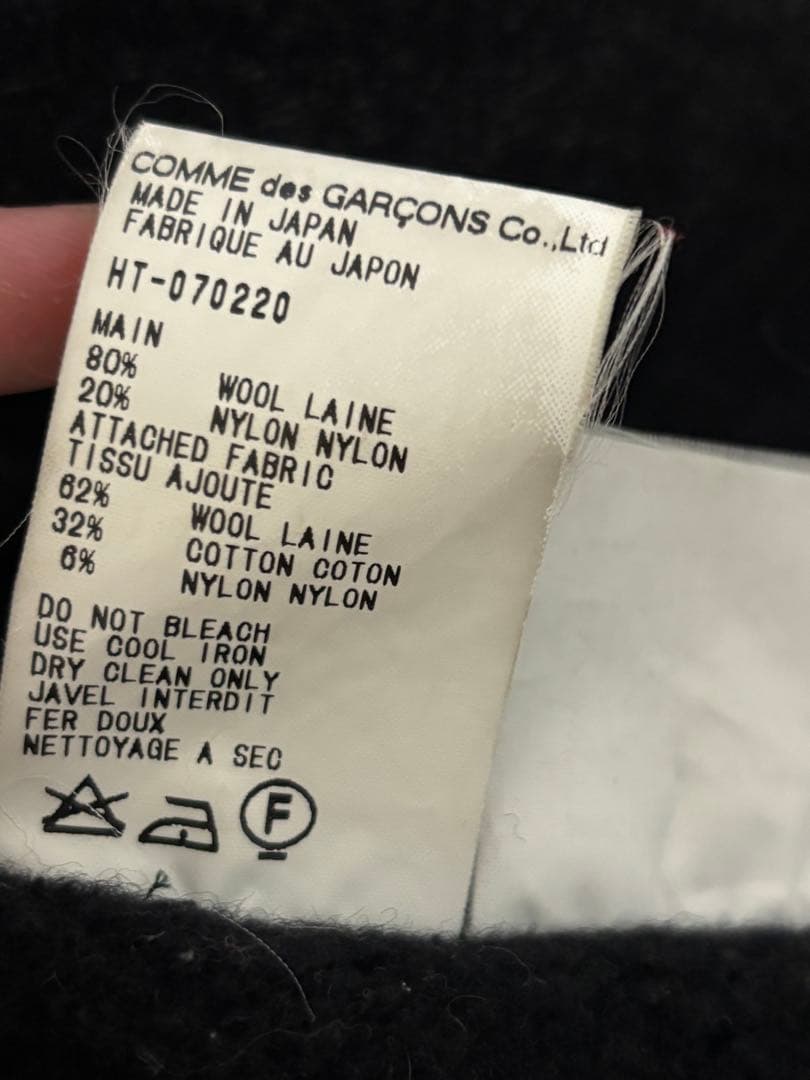 COMME des GARÇONS Co.,Ltd
MADE IN JAPAN
FABRIQUE AU JAPON
HT-070220
MAIN
80% WOOL LAINE
20% NYLON NYLON
ATTACHED FABRIC
TISSU AJOUTE
62% WOOL LAINE
32% COTTON COTON
6% NYLON NYLON
DO NOT BLEACH
USE COOL IRON
DRY CLEAN ONLY
JAVEL INTERDIT
FER DOUX
NETTOYAGE A SEC
F